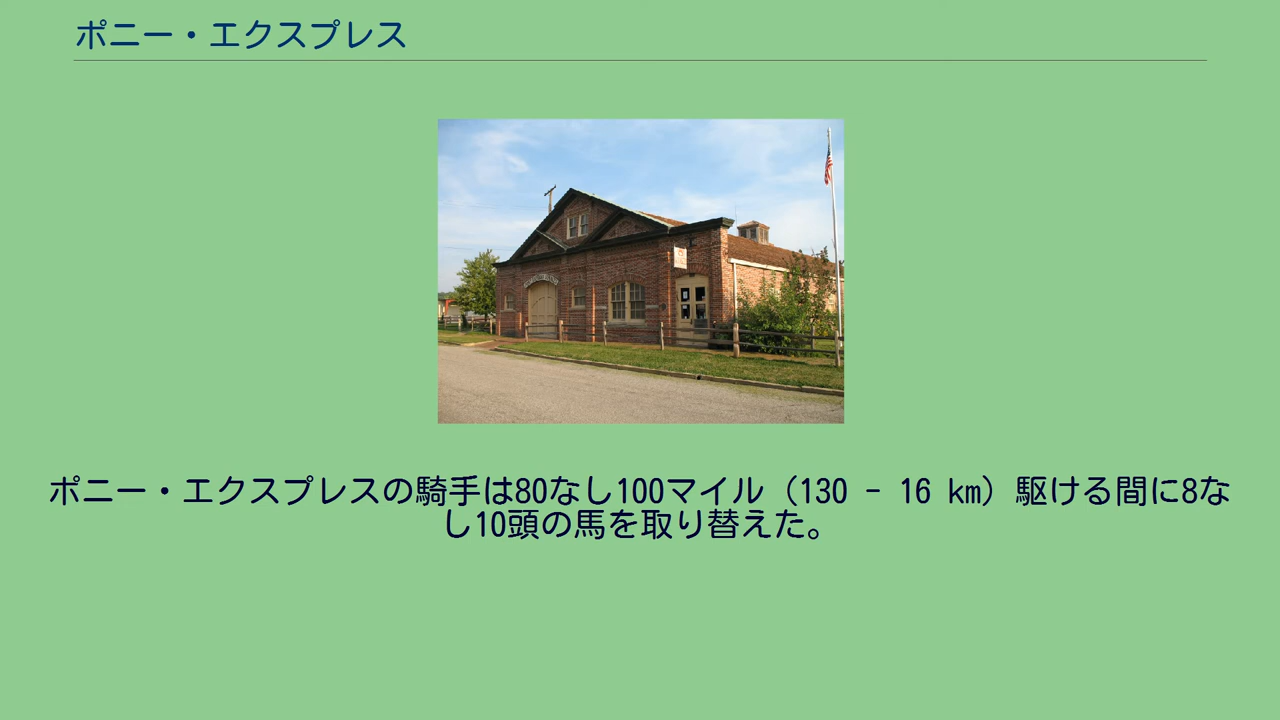 ポニー・エクスプレス
ポニー・エクスプレスの騎手は80なし100マイル（130 - 16 km）駆ける間に8な
し10頭の馬を取り替えた。